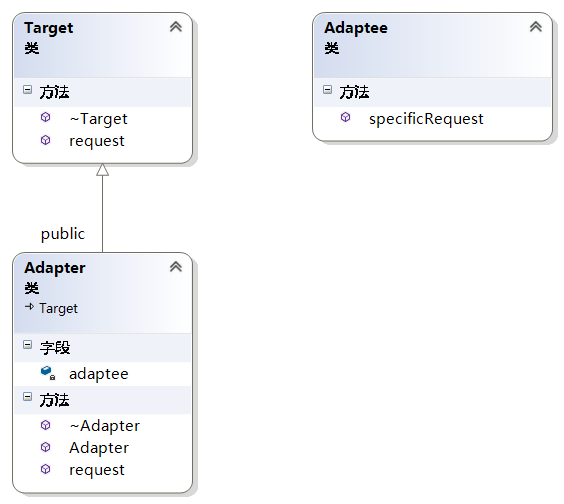 Target
类
方法
~Target
request
Adaptee
类
方法
specificRequest
public
Adapter
类
Target
字段
adaptee
方法
~Adapter
Adapter
request